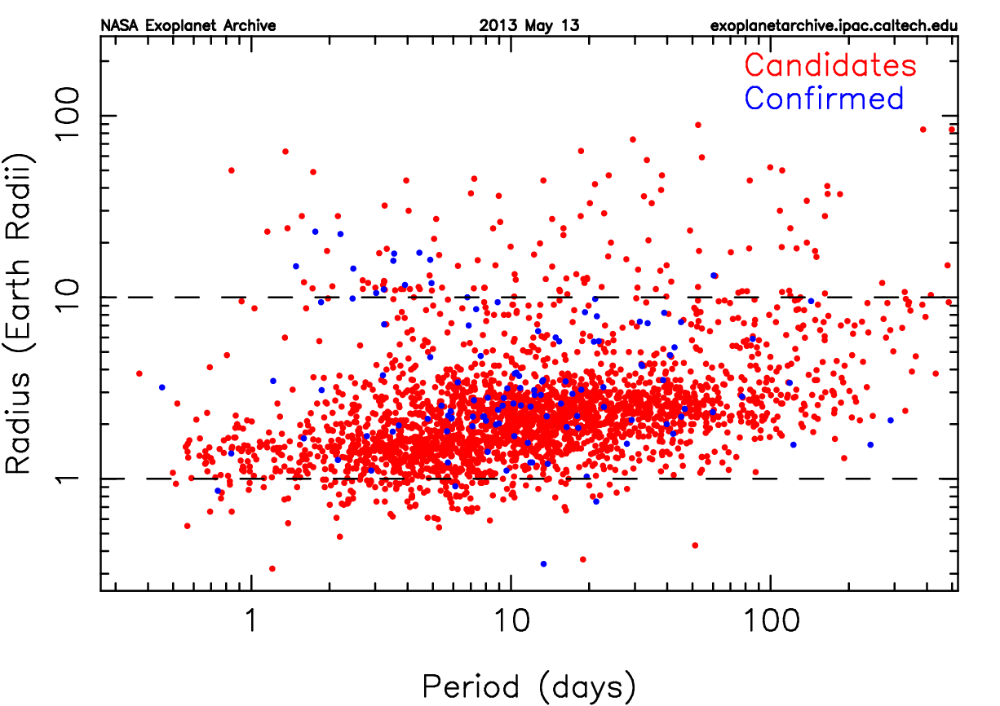 NASA Exoplanet Archive 2013 May 13 exoplanetarchive.ipac.caltech.edu
Candidates
Confirmed
100
10
1
Radius (Earth Radii)
1 10 100
Period (days)